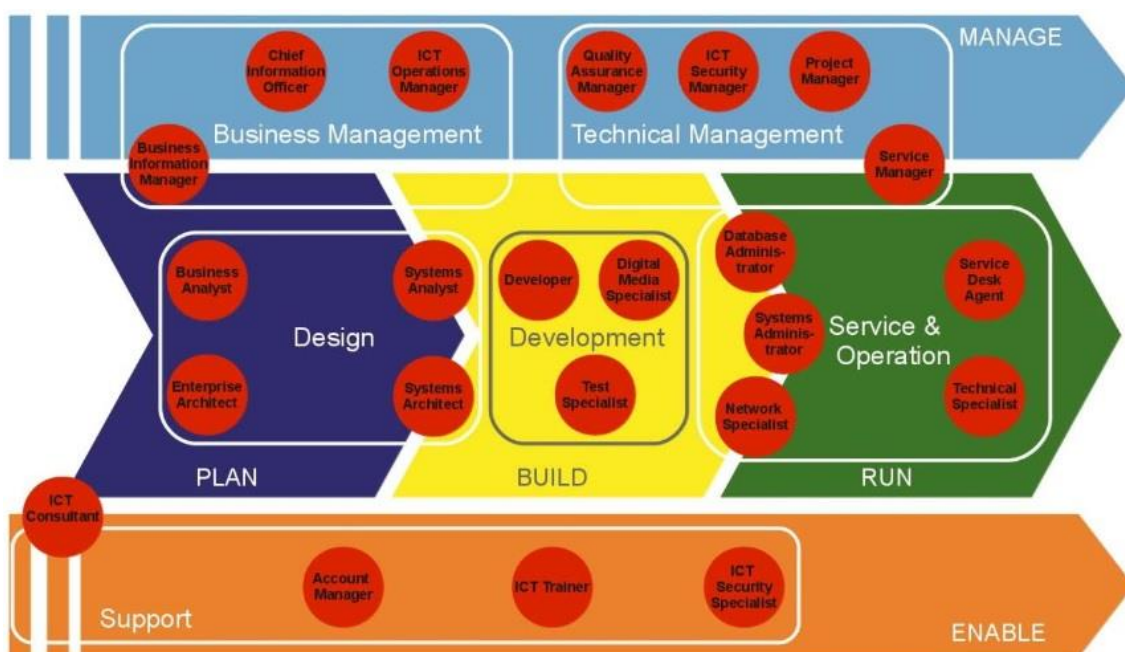 MANAGE
Chief
Information
Officer
ICT
Operations
Manager
Quality
Assurance
Manager
ICT
Security
Manager
Project
Manager
Business Management
Technical Management
Business
Information
Manager
Service
Manager
Business
Analyst
Systems
Analyst
Developer
Digital
Media
Specialist
Database
Adminis-
trator
Service
Desk
Agent
Design
Development
Systems
Adminis-
trator
Service &
Operation
Enterprise
Architect
Systems
Architect
Test
Specialist
Network
Specialist
Technical
Specialist
PLAN
BUILD
RUN
ICT
Consultant
Account
Manager
ICT Trainer
ICT
Security
Specialist
Support
ENABLE